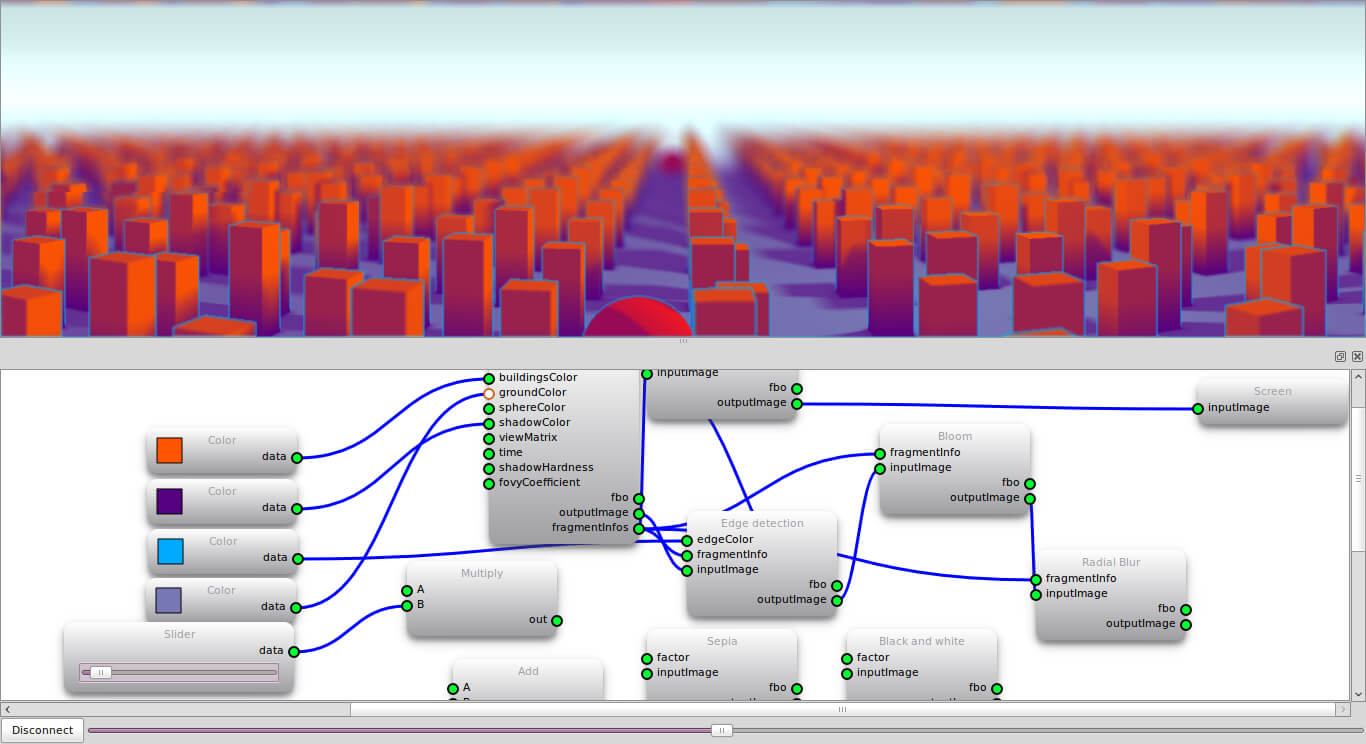 buildingsColor
groundColor
sphereColor
shadowColor
viewMatrix
time
shadowHardness
fovyCoefficient
fbo
outputImage
fragmentInfos
inputImage
fbo
outputImage
Screen
inputImage
Color
data
Color
data
Color
data
Color
data
Slider
data
Multiply
A
B
out
Add
A
Edge detection
edgeColor
fragmentInfo
inputImage
fbo
outputImage
Bloom
fragmentInfo
inputImage
fbo
outputImage
Radial Blur
fragmentInfo
inputImage
fbo
outputImage
Sepia
factor
inputImage
fbo
Black and white
factor
inputImage
fbo
Disconnect